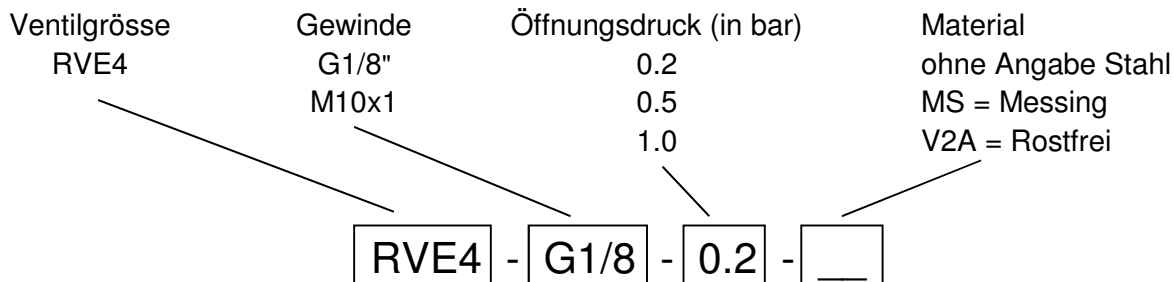 Ventilgrösse Gewinde Öffnungsdruck (in bar) Material
RVE4 G1/8" 0.2 ohne Angabe Stahl
M10x1 0.5 MS = Messing
1.0 V2A = Rostfrei
RVE4 - G1/8 - 0.2 - __